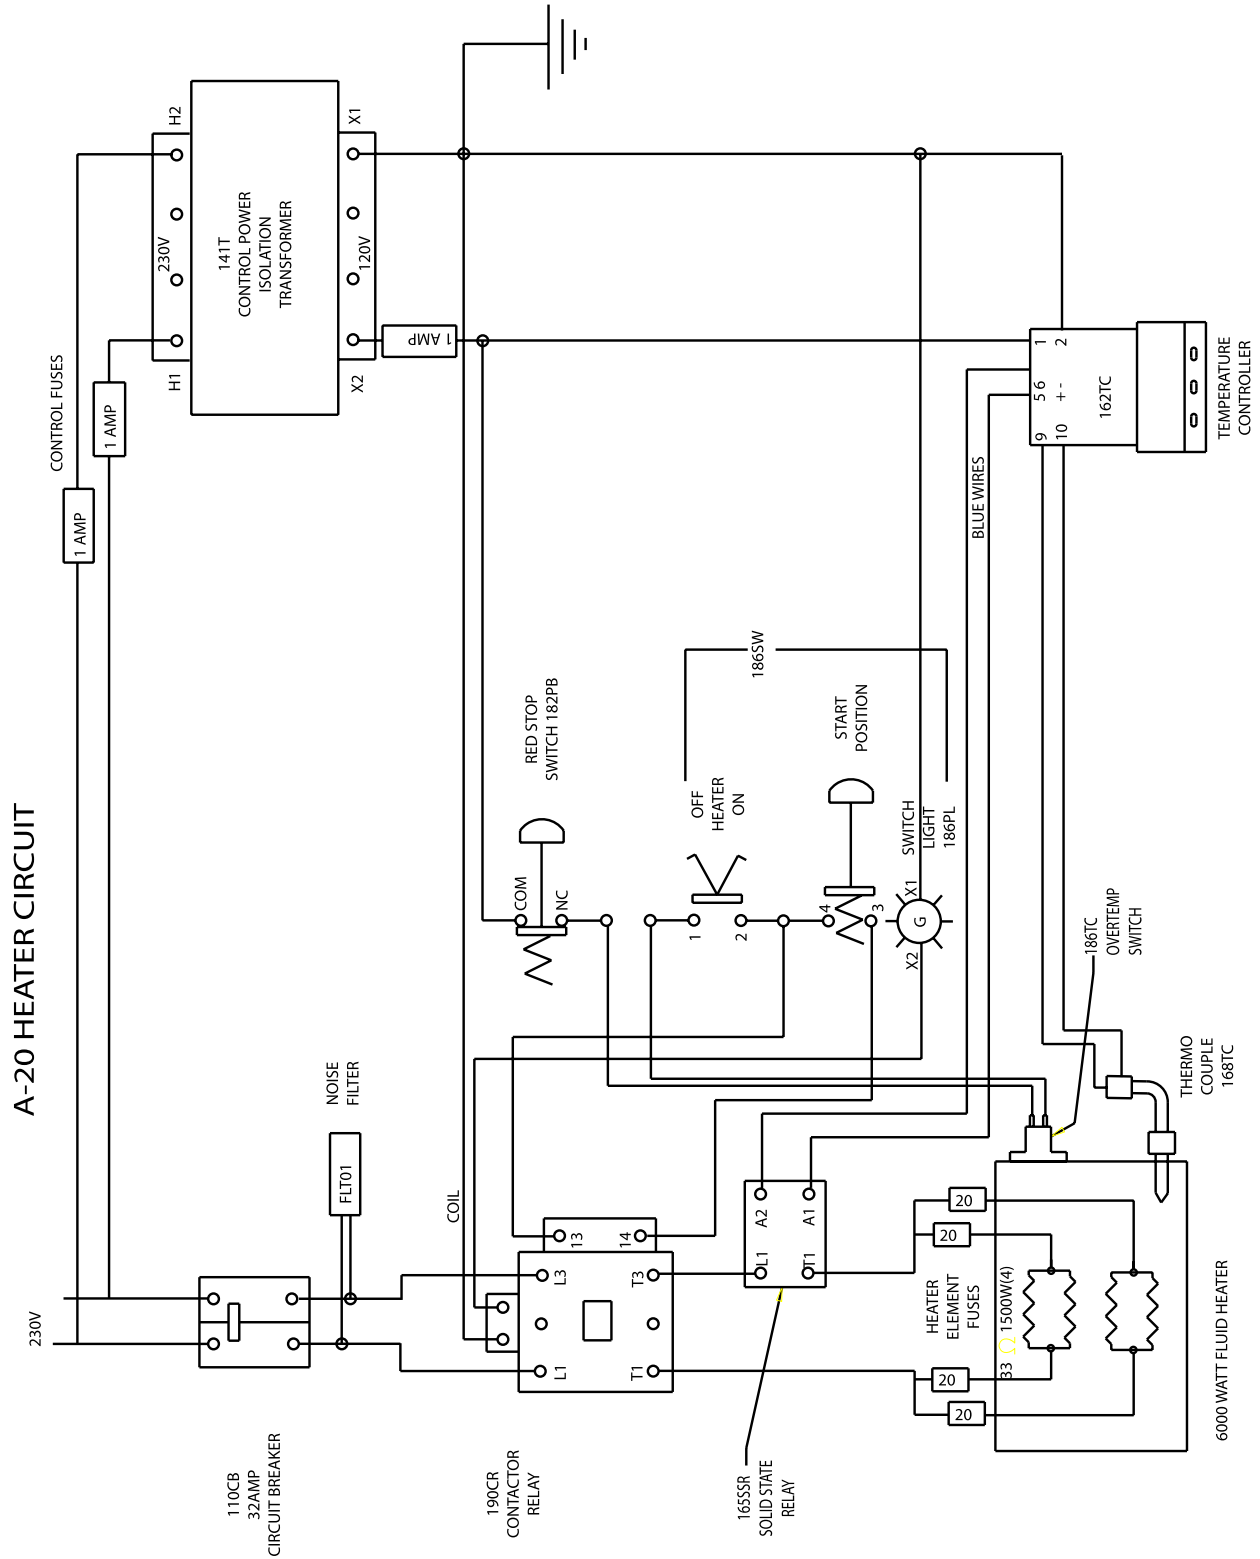 A-20 HEATER CIRCUIT
230V
110CB
32AMP
CIRCUIT BREAKER
NOISE
FILTER
FLT01
CONTROL FUSES
1 AMP
1 AMP
H1
H2
230V
141T
CONTROL POWER
ISOLATION
TRANSFORMER
120V
X2
X1
1 AMP
COIL
190CR
CONTACTOR
RELAY
L1
L3
T1
T3
13
14
RED STOP
SWITCH 182PB
COM
NC
OFF
HEATER
ON
1
2
186SW
START
POSITION
4
3
SWITCH
LIGHT
186PL
X2
G
X1
165SSR
SOLID STATE
RELAY
L1
A2
T1
A1
BLUE WIRES
HEATER
ELEMENT
FUSES
20
20
20
20
33 Ω 1500W(4)
6000 WATT FLUID HEATER
186TC
OVERTEMP
SWITCH
THERMO
COUPLE
168TC
9
5 6
1
10
+ -
2
162TC
TEMPERATURE
CONTROLLER